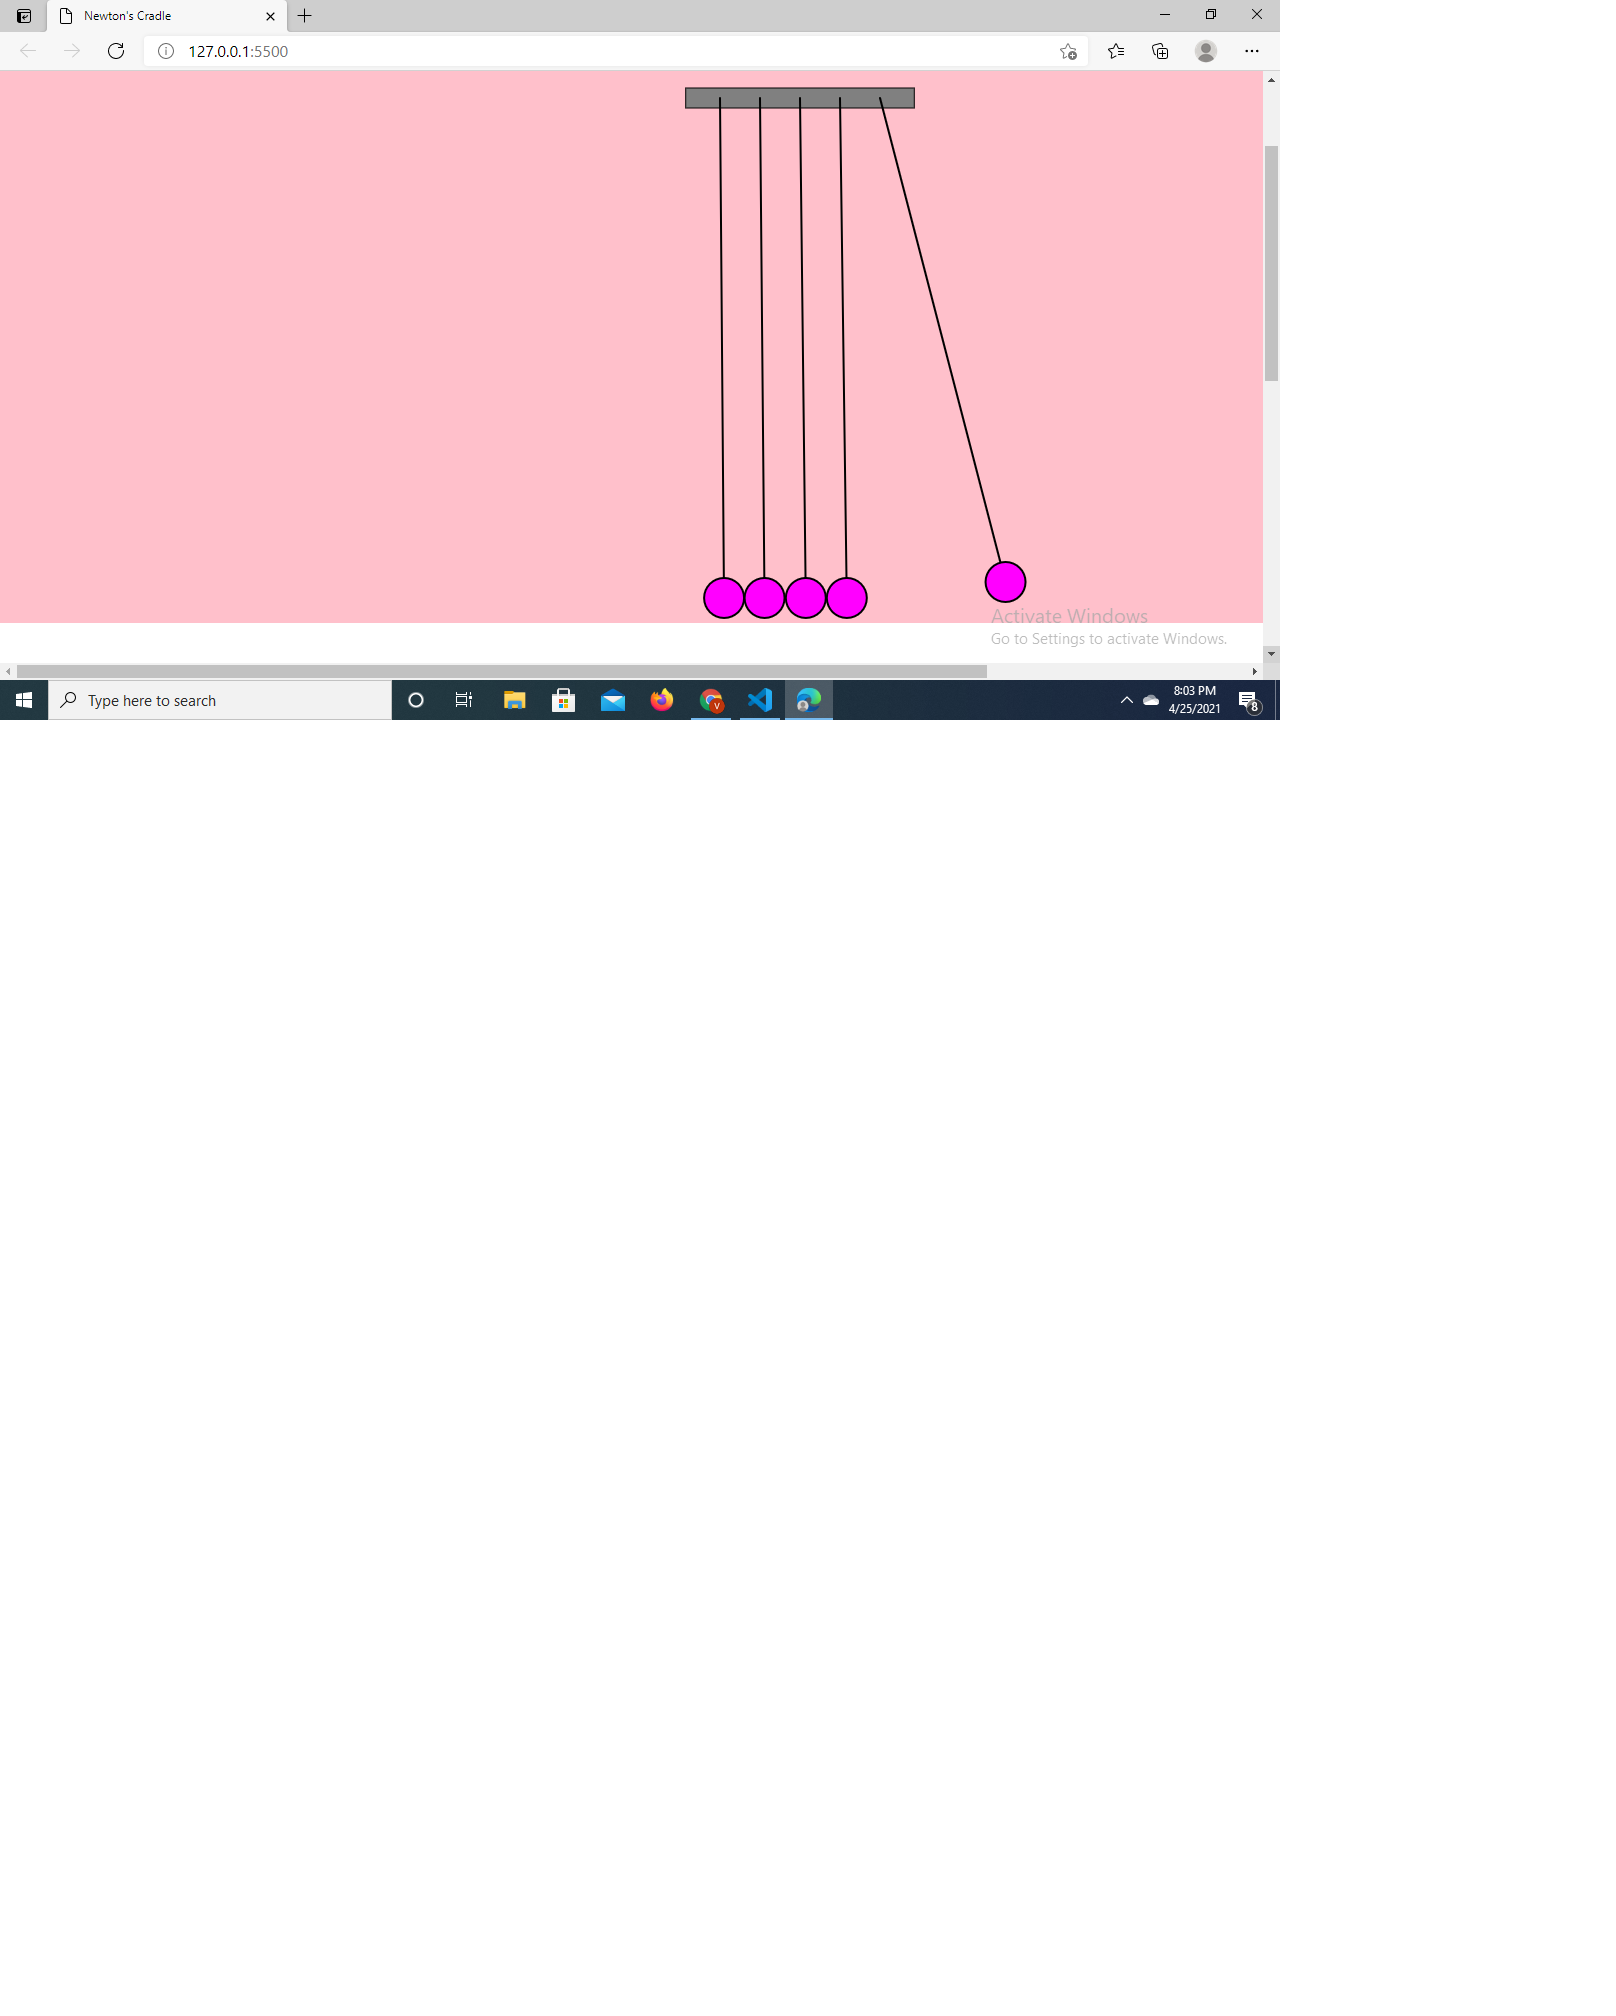 Newton's Cradle
127.0.0.1:5500
Activate Windows
Go to Settings to activate Windows.
Type here to search
V
8:03 PM
4/25/2021
8